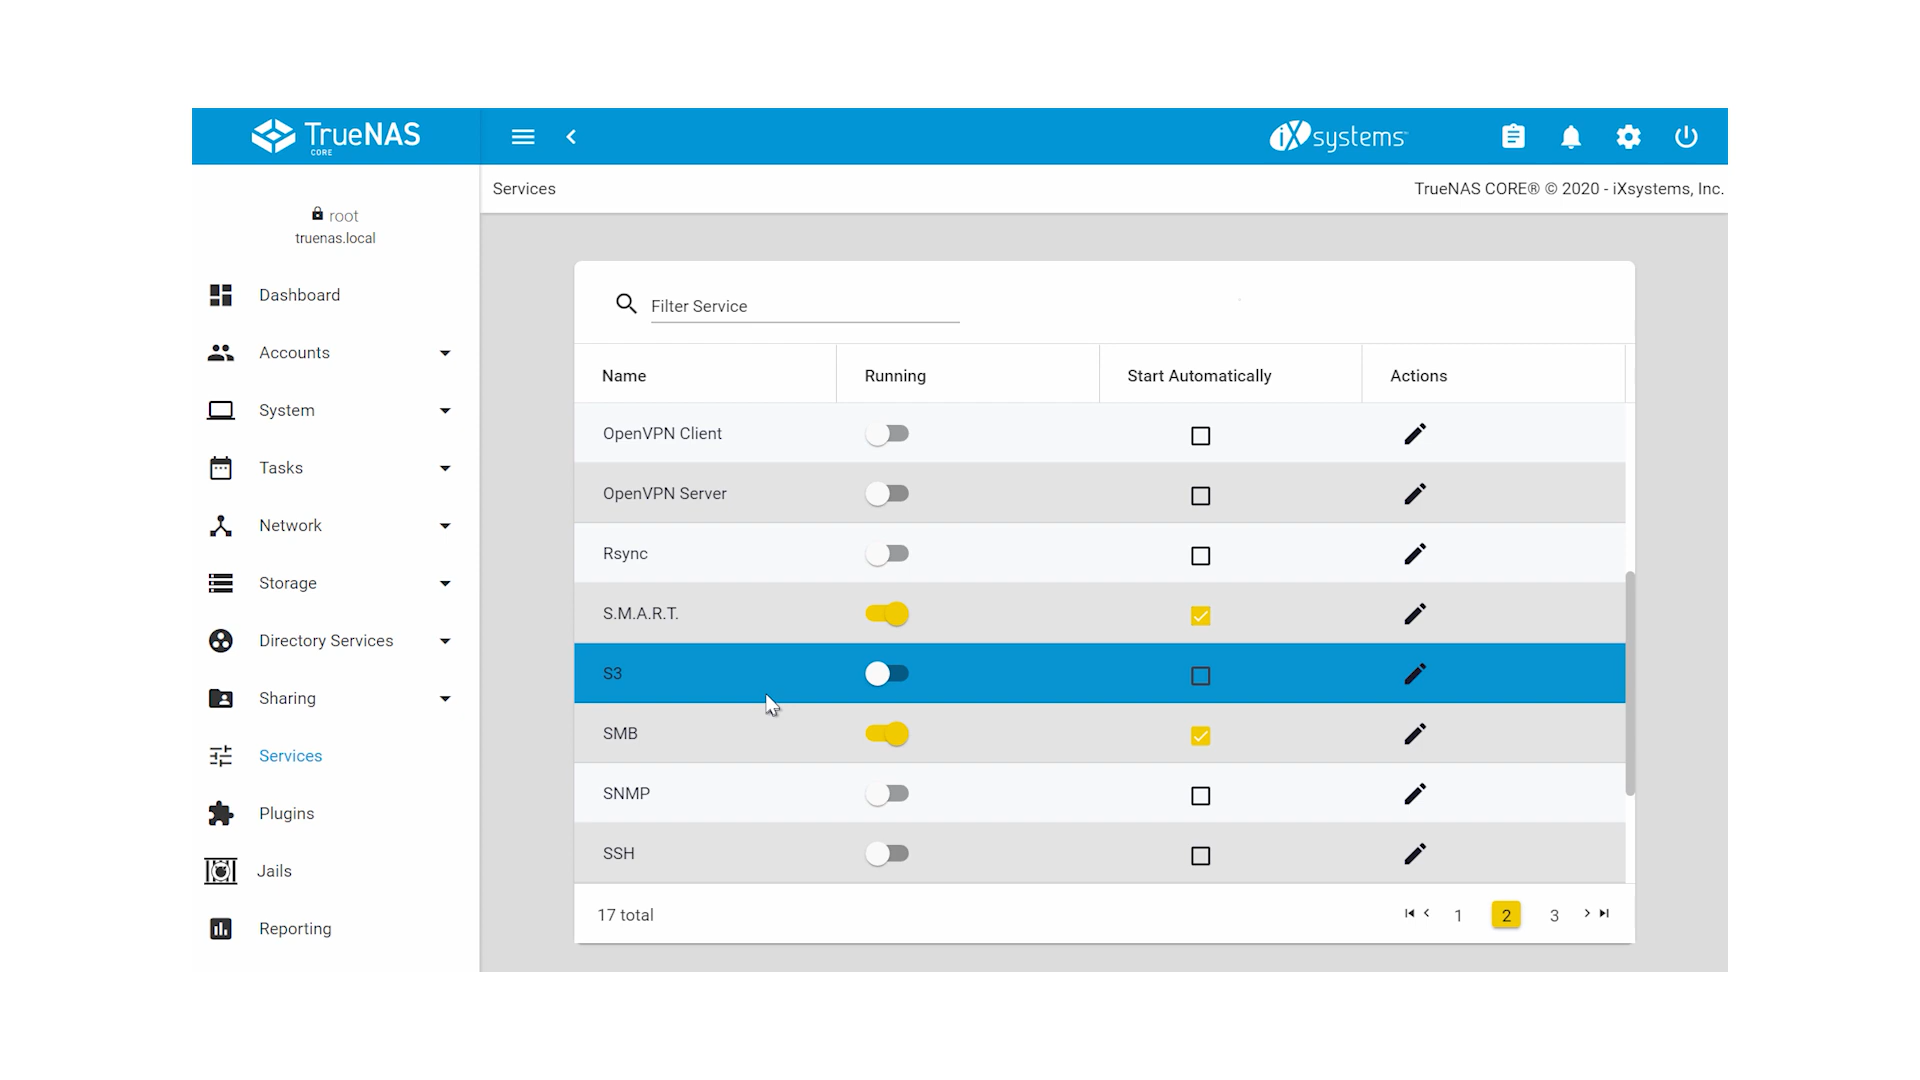 TrueNAS
CORE
iXsystems™
Services
TrueNAS CORE® © 2020 - iXsystems, Inc.
root
truenas.local
Dashboard
Accounts
System
Tasks
Network
Storage
Directory Services
Sharing
Services
Plugins
Jails
Reporting
Filter Service
Name Running Start Automatically Actions
OpenVPN Client
OpenVPN Server
Rsync
S.M.A.R.T.
S3
SMB
SNMP
SSH
17 total 1 2 3